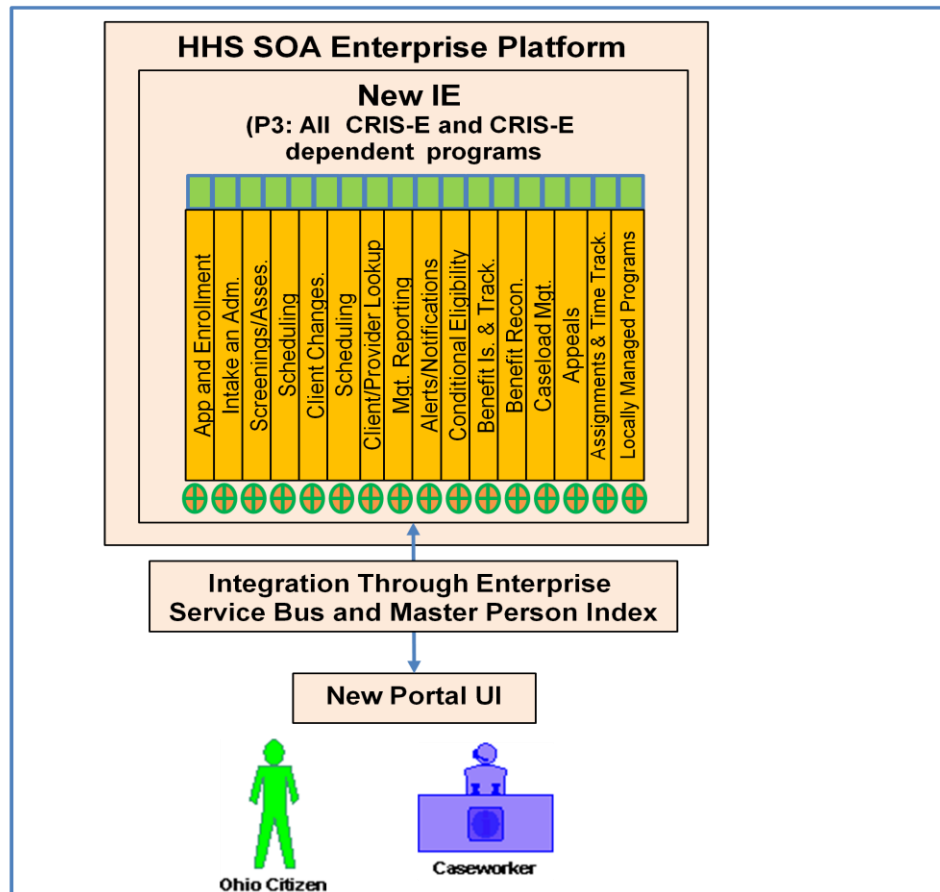 HHS SOA Enterprise Platform
New IE
(P3: All CRIS-E and CRIS-E
dependent programs
App and Enrollment
Intake an Adm.
Screenings/Asses.
Scheduling
Client Changes.
Scheduling
Client/Provider Lookup
Mgt. Reporting
Alerts/Notifications
Conditional Eligibility
Benefit Is. & Track.
Benefit Recon.
Caseload Mgt.
Appeals
Assignments & Time Track.
Locally Managed Programs
Integration Through Enterprise
Service Bus and Master Person Index
New Portal UI
Ohio Citizen
Caseworker